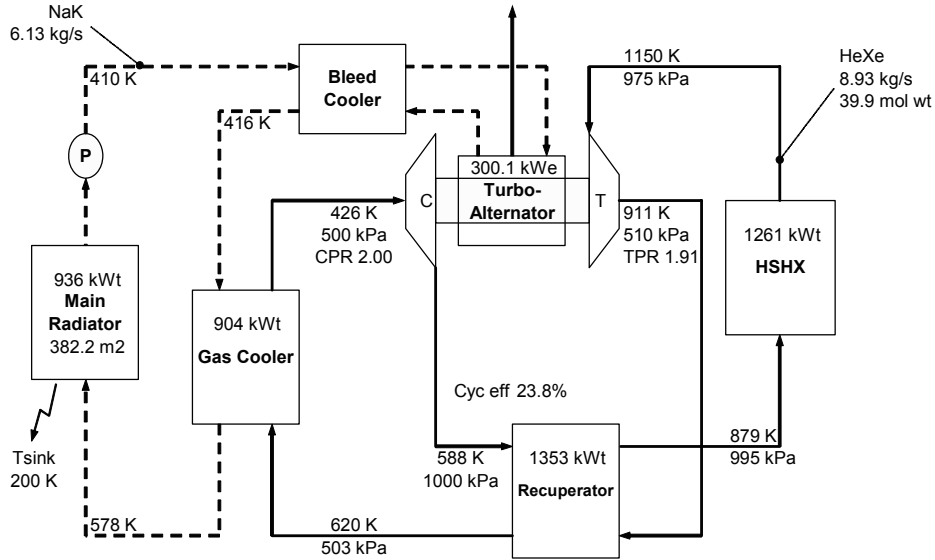 NaK
6.13 kg/s
410 K
Bleed
Cooler
416 K
P
1150 K
975 kPa
HeXe
8.93 kg/s
39.9 mol wt
300.1 kWe
Turbo-
Alternator
C
T
426 K
500 kPa
CPR 2.00
911 K
510 kPa
TPR 1.91
1261 kWt
HSHX
936 kWt
Main
Radiator
382.2 m2
904 kWt
Gas Cooler
Cyc eff 23.8%
Tsink
200 K
588 K
1000 kPa
1353 kWt
Recuperator
879 K
995 kPa
578 K
620 K
503 kPa